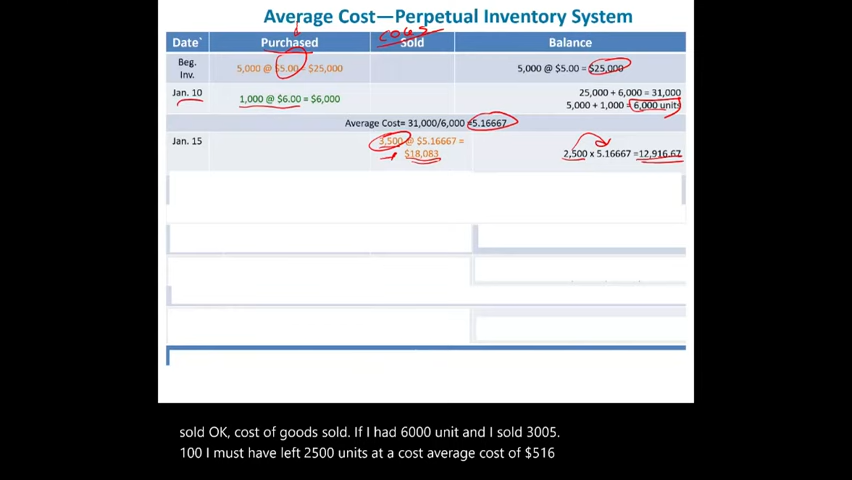 Average Cost—Perpetual Inventory System
Date` Purchased Sold Balance
COGS
Beg. Inv. 5,000 @ $5.00 = $25,000 5,000 @ $5.00 = $25,000
Jan. 10 1,000 @ $6.00 = $6,000 25,000 + 6,000 = 31,000
5,000 + 1,000 = 6,000 units
Average Cost= 31,000/6,000 =5.16667
Jan. 15 3,500 @ $5.16667 =
$18,083 2,500 x 5.16667 =12,916.67
sold OK, cost of goods sold. If I had 6000 unit and I sold 3005.
100 I must have left 2500 units at a cost average cost of $516